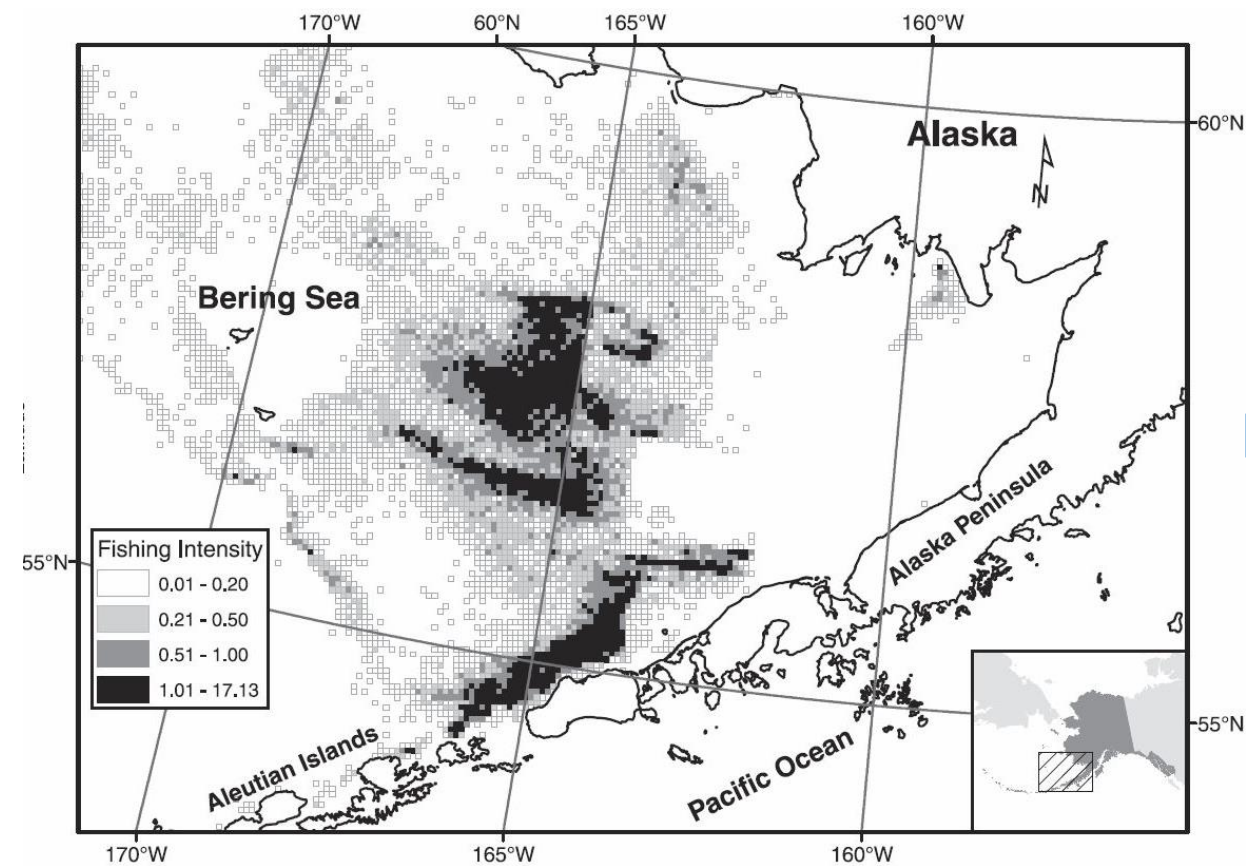 170°W
60°N
165°W
160°W
Alaska
60°N
N
Bering Sea
Alaska Peninsula
Fishing Intensity
0.01 - 0.20
0.21 - 0.50
0.51 - 1.00
1.01 - 17.13
55°N
55°N
Aleutian Islands
Pacific Ocean
170°W
165°W
160°W